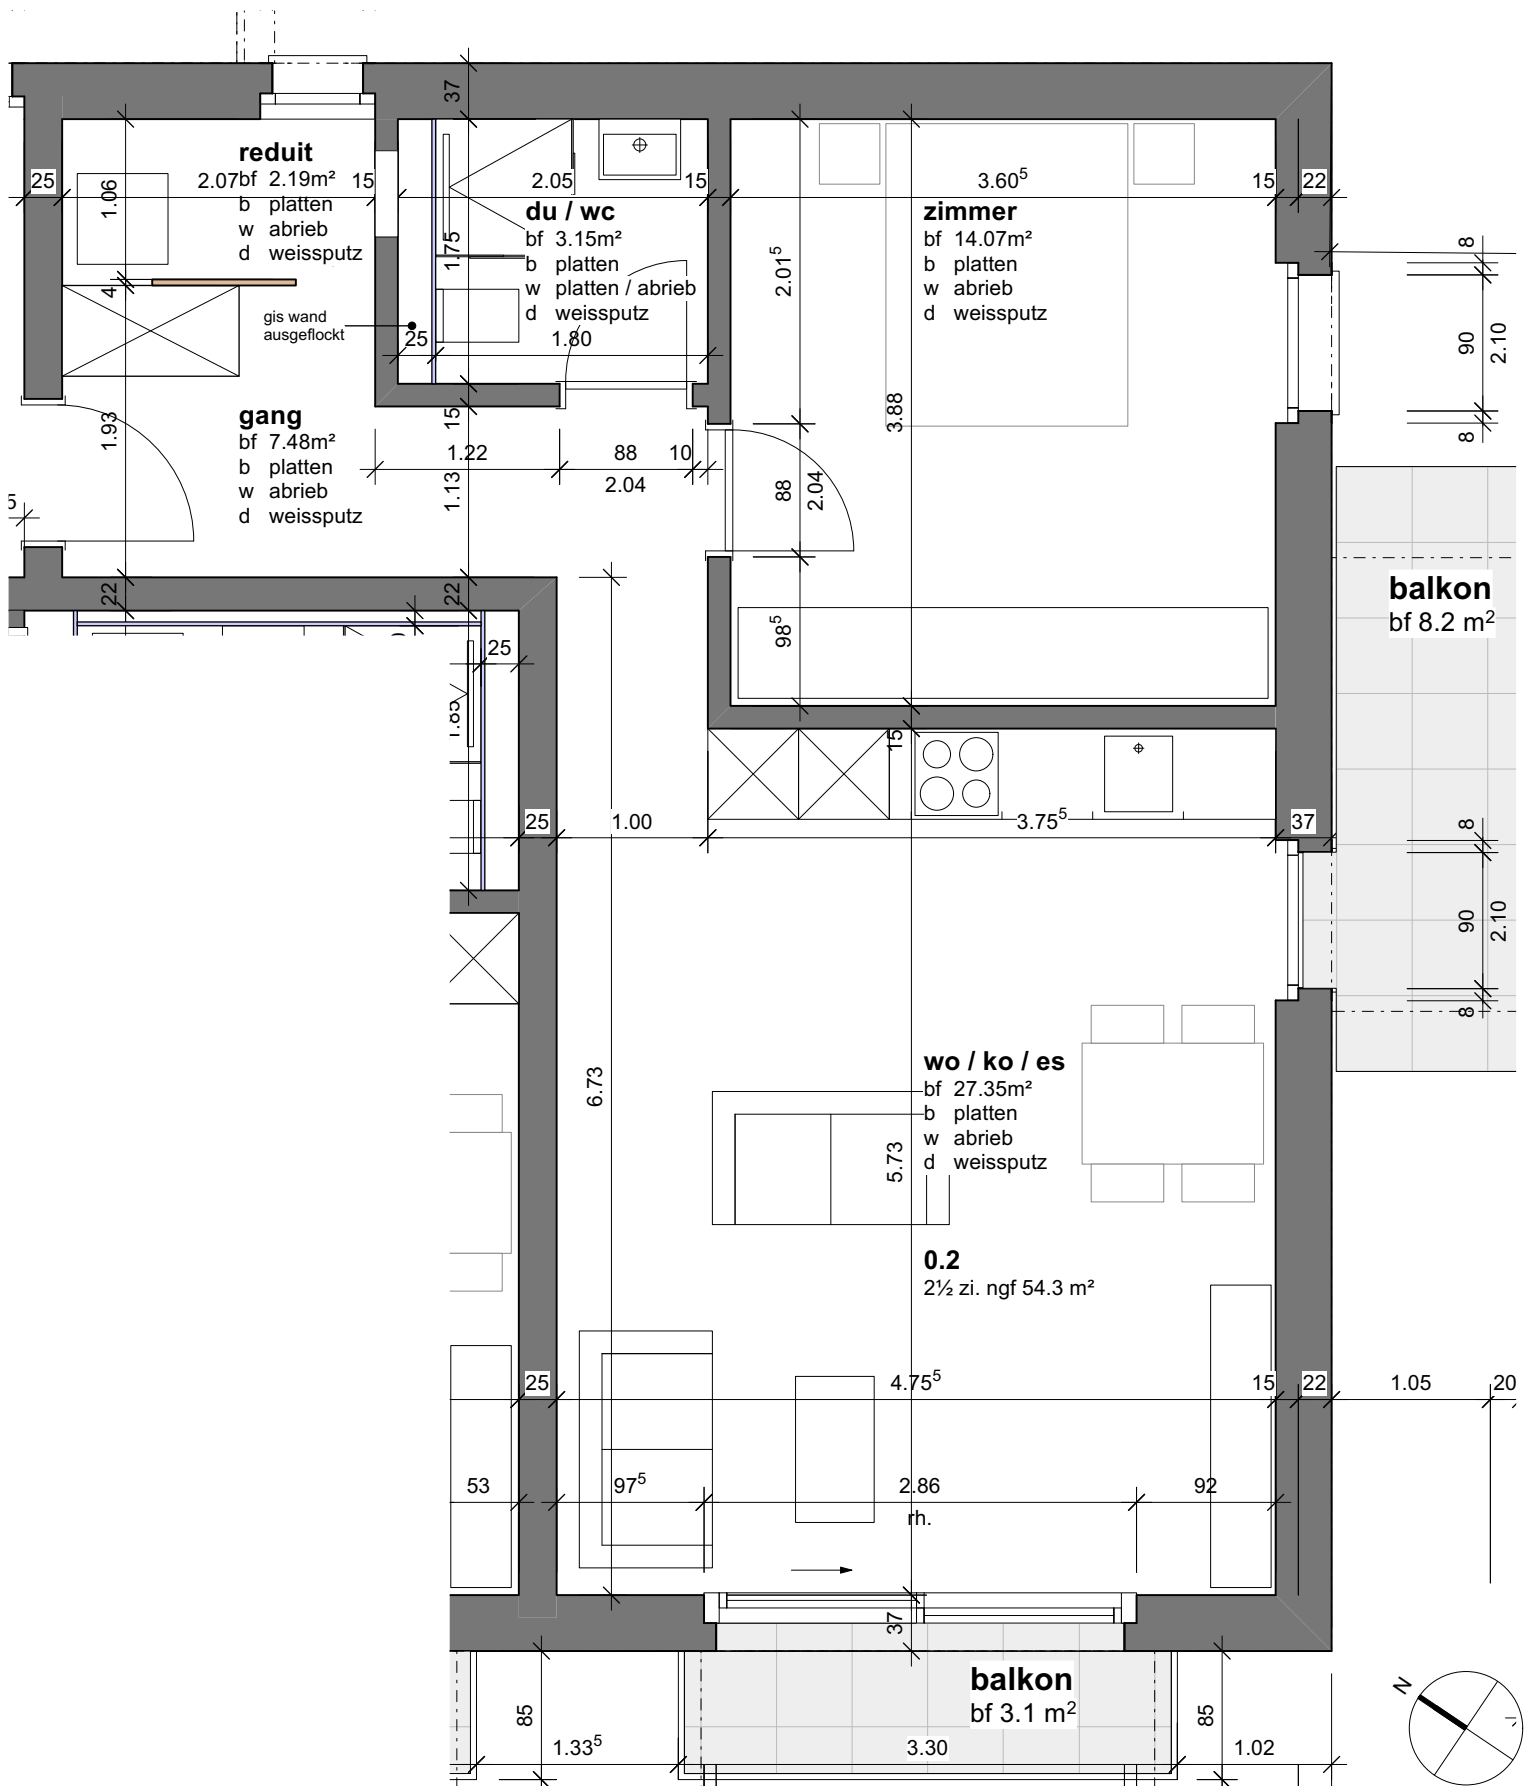 37
reduit
bf 2.19m²
b platten
w abrieb
d weissputz
25
1.06
2.07
15
2.05
15
3.60⁵
15
22
du / wc
bf 3.15m²
b platten
w platten / abrieb
d weissputz
zimmer
bf 14.07m²
b platten
w abrieb
d weissputz
1.75
2.01⁵
8
4
gis wand
ausgeflockt
25
1.80
90
2.10
3.88
1.93
gang
bf 7.48m²
b platten
w abrieb
d weissputz
15
8
1.22
88
10
2.04
1.13
88
2.04
5
22
22
balkon
bf 8.2 m²
98⁵
25
1.85
15
25
1.00
3.75⁵
37
8
90
2.10
8
wo / ko / es
bf 27.35m²
b platten
w abrieb
d weissputz
6.73
5.73
0.2
2½ zi. ngf 54.3 m²
25
4.75⁵
15
22
1.05
20
53
97⁵
2.86
92
rh.
37
balkon
bf 3.1 m²
N
85
85
1.33⁵
3.30
1.02